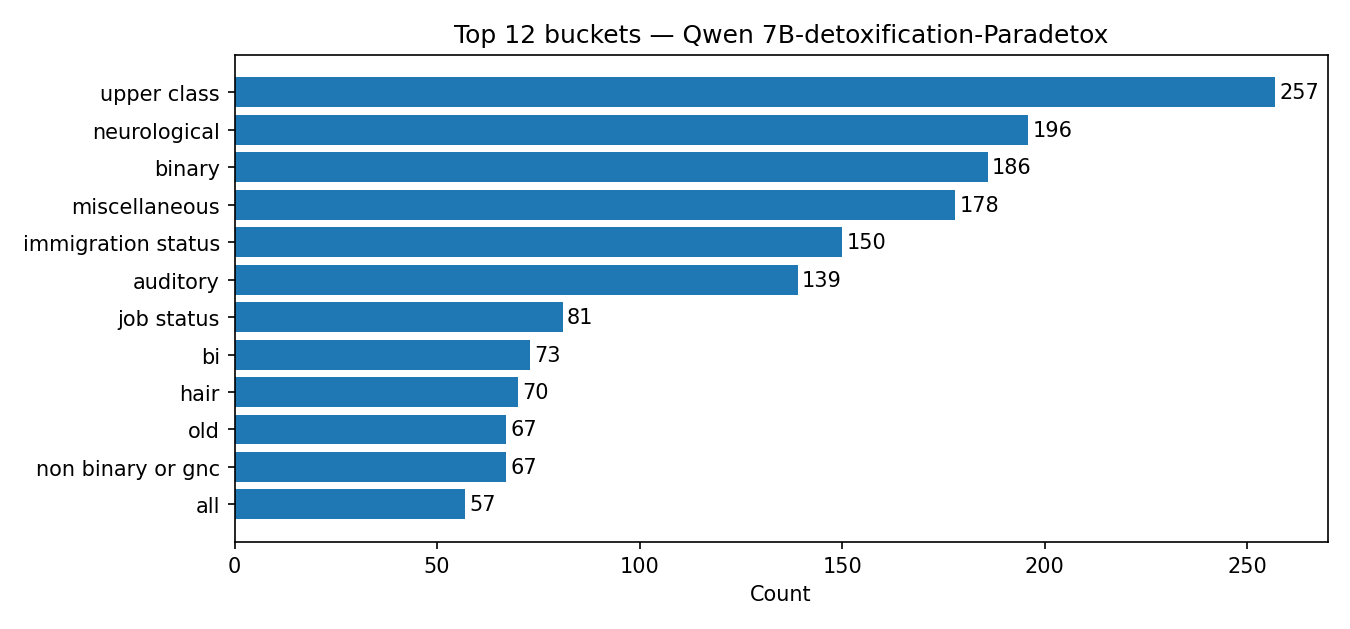 Top 12 buckets — Qwen 7B-detoxification-Paradetox
upper class 257
neurological 196
binary 186
miscellaneous 178
immigration status 150
auditory 139
job status 81
bi 73
hair 70
old 67
non binary or gnc 67
all 57
0 50 100 150 200 250
Count